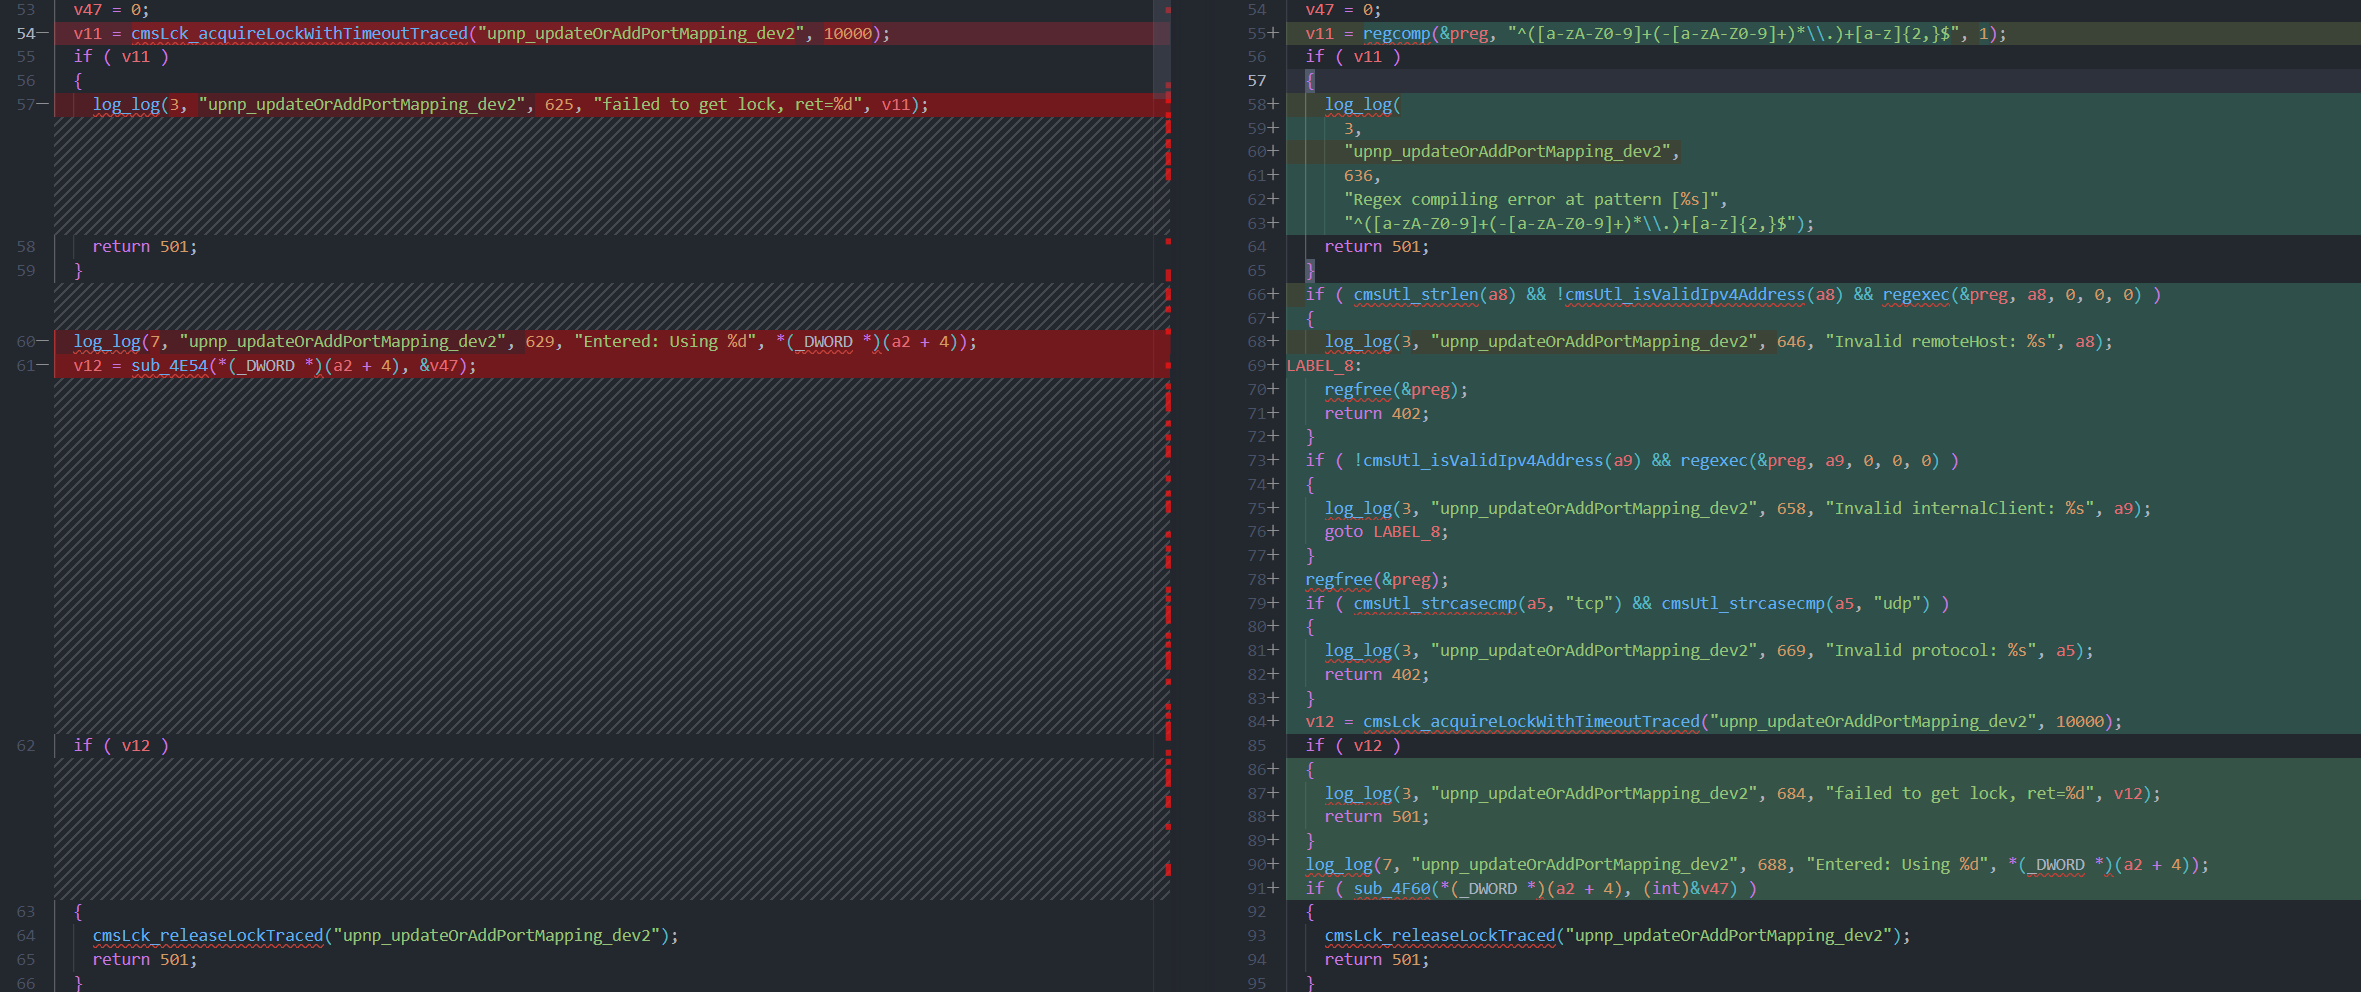 53 v47 = 0;
54— v11 = cmsLck_acquireLockWithTimeoutTraced("upnp_updateOrAddPortMapping_dev2", 10000);
55 if ( v11 )
56 {
57— log_log(3, "upnp_updateOrAddPortMapping_dev2", 625, "failed to get lock, ret=%d", v11);
58 return 501;
59 }
60— log_log(7, "upnp_updateOrAddPortMapping_dev2", 629, "Entered: Using %d", *(_DWORD *)(a2 + 4));
61— v12 = sub_4E54(*(_DWORD *)(a2 + 4), &v47);
62 if ( v12 )
63 {
64 cmsLck_releaseLockTraced("upnp_updateOrAddPortMapping_dev2");
65 return 501;
66 }
54 v47 = 0;
55+ v11 = regcomp(&preg, "^([a-zA-Z0-9]+(-[a-zA-Z0-9]+)*\\.)+[a-z]{2,}$", 1);
56 if ( v11 )
57 {
58+ log_log(
59+ 3,
60+ "upnp_updateOrAddPortMapping_dev2",
61+ 636,
62+ "Regex compiling error at pattern [%s]",
63+ "^([a-zA-Z0-9]+(-[a-zA-Z0-9]+)*\\.)+[a-z]{2,}$");
64 return 501;
65 }
66+ if ( cmsUtl_strlen(a8) && !cmsUtl_isValidIpv4Address(a8) && regexec(&preg, a8, 0, 0, 0) )
67+ {
68+ log_log(3, "upnp_updateOrAddPortMapping_dev2", 646, "Invalid remoteHost: %s", a8);
69+ LABEL_8:
70+ regfree(&preg);
71+ return 402;
72+ }
73+ if ( !cmsUtl_isValidIpv4Address(a9) && regexec(&preg, a9, 0, 0, 0) )
74+ {
75+ log_log(3, "upnp_updateOrAddPortMapping_dev2", 658, "Invalid internalClient: %s", a9);
76+ goto LABEL_8;
77+ }
78+ regfree(&preg);
79+ if ( cmsUtl_strcasecmp(a5, "tcp") && cmsUtl_strcasecmp(a5, "udp") )
80+ {
81+ log_log(3, "upnp_updateOrAddPortMapping_dev2", 669, "Invalid protocol: %s", a5);
82+ return 402;
83+ }
84+ v12 = cmsLck_acquireLockWithTimeoutTraced("upnp_updateOrAddPortMapping_dev2", 10000);
85 if ( v12 )
86+ {
87+ log_log(3, "upnp_updateOrAddPortMapping_dev2", 684, "failed to get lock, ret=%d", v12);
88+ return 501;
89+ }
90+ log_log(7, "upnp_updateOrAddPortMapping_dev2", 688, "Entered: Using %d", *(_DWORD *)(a2 + 4));
91+ if ( sub_4F60(*(_DWORD *)(a2 + 4), (int)&v47) )
92 {
93 cmsLck_releaseLockTraced("upnp_updateOrAddPortMapping_dev2");
94 return 501;
95 }